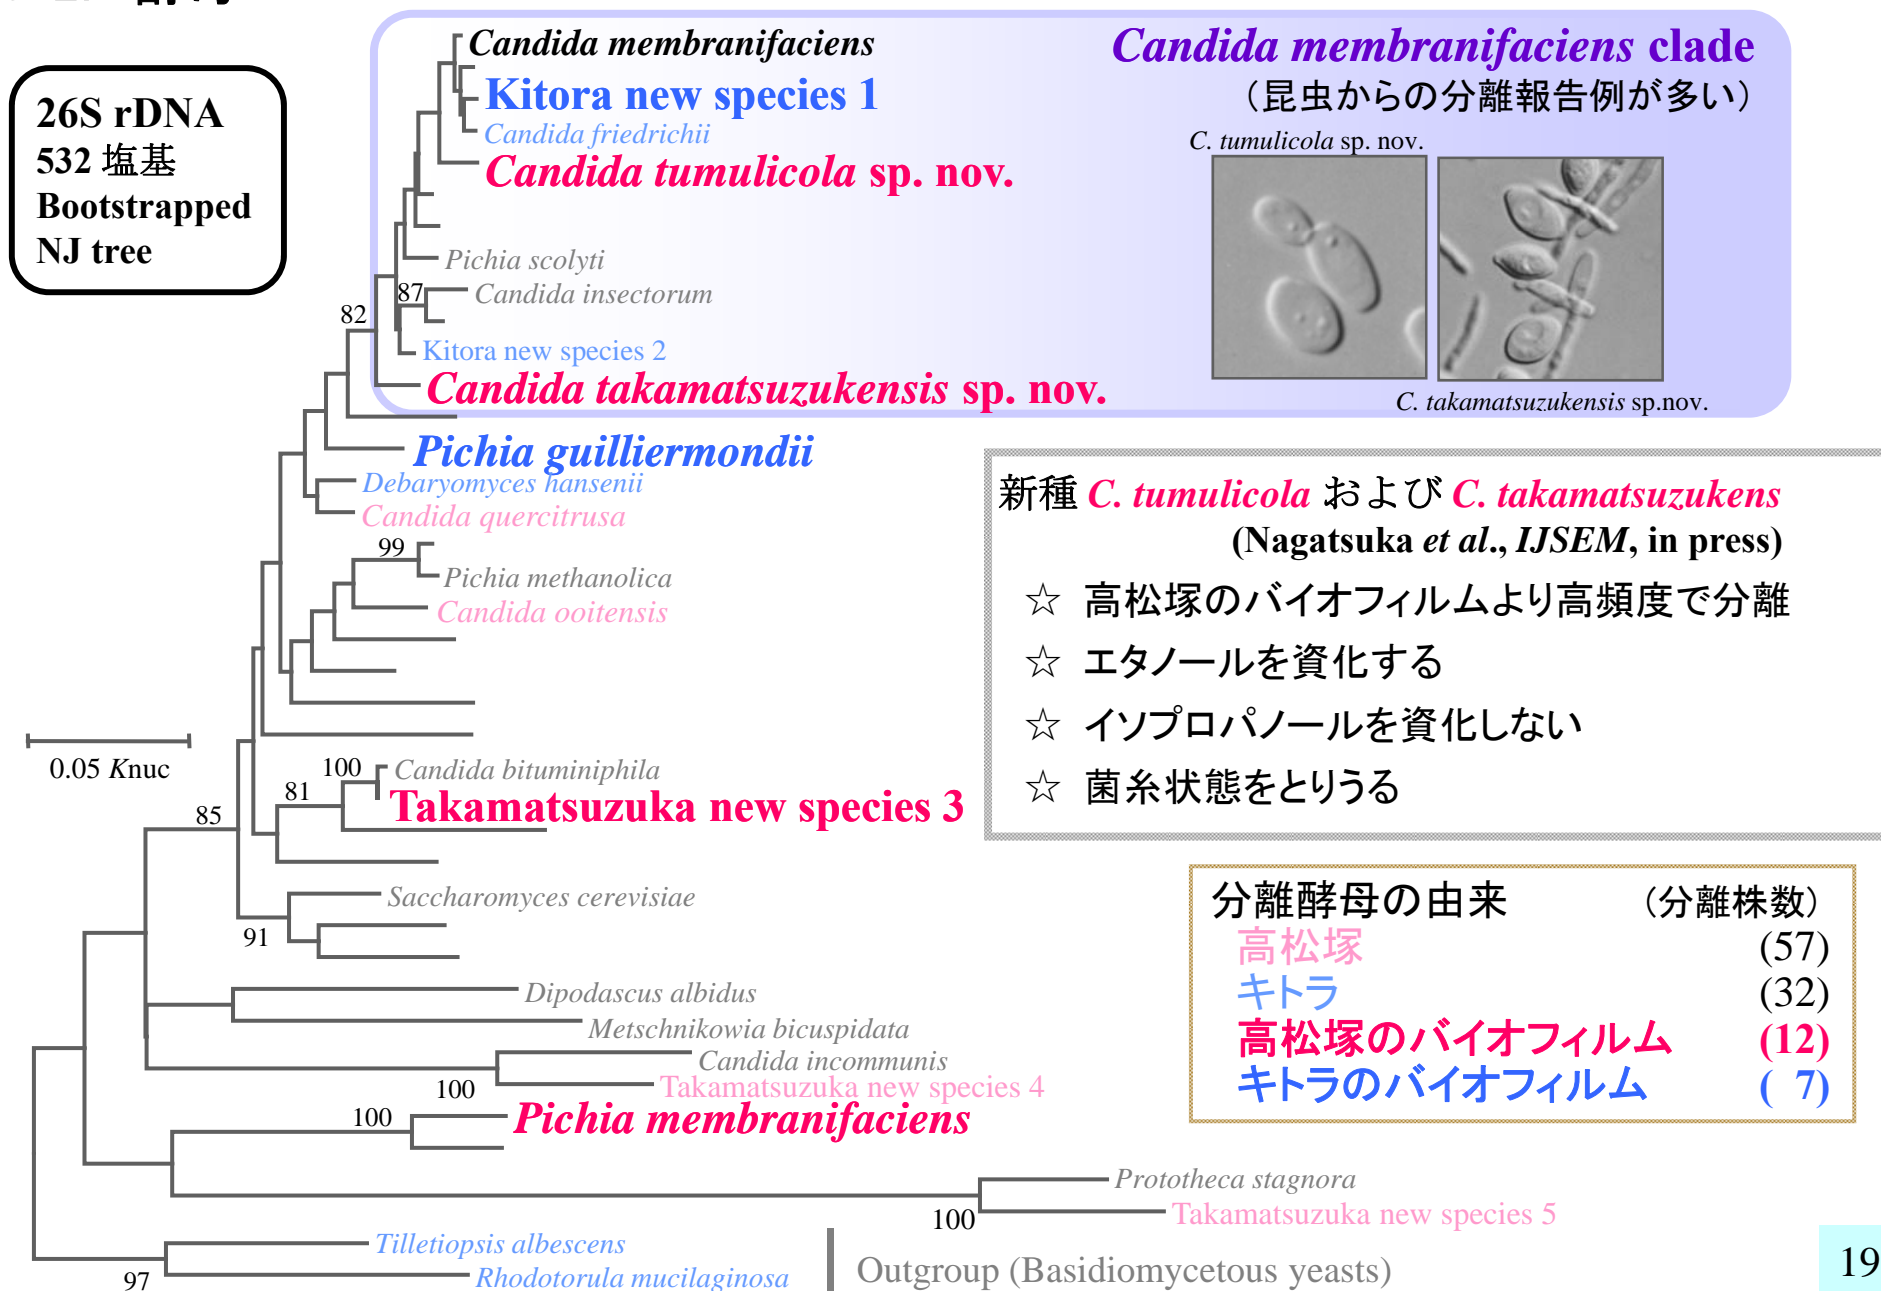 26S rDNA
532 塩基
Bootstrapped
NJ tree
Candida membranifaciens
Kitora new species 1
Candida friedrichii
Candida tumulicola sp. nov.
Pichia scolyti
87
Candida insectorum
82
Kitora new species 2
Candida takamatsuzukensis sp. nov.
Candida membranifaciens clade
（昆虫からの分離報告例が多い）
C. tumulicola sp. nov.
C. takamatsuzukensis sp.nov.
Pichia guilliermondii
Debaryomyces hansenii
Candida quercitrusa
99
Pichia methanolica
Candida ooitensis
0.05 Knuc
100
Candida bituminiphila
81
Takamatsuzuka new species 3
85
Saccharomyces cerevisiae
91
Dipodascus albidus
Metschnikowia bicuspidata
Candida incommunis
100
Takamatsuzuka new species 4
100
Pichia membranifaciens
Prototheca stagnora
100
Takamatsuzuka new species 5
Tilletiopsis albescens
97
Rhodotorula mucilaginosa
Outgroup (Basidiomycetous yeasts)
新種 C. tumulicola および C. takamatsuzukens
(Nagatsuka et al., IJSEM, in press)
☆ 高松塚のバイオフィルムより高頻度で分離
☆ エタノールを資化する
☆ イソプロパノールを資化しない
☆ 菌糸状態をとりうる
分離酵母の由来 （分離株数）
高松塚 (57)
キトラ (32)
高松塚のバイオフィルム (12)
キトラのバイオフィルム ( 7)
19